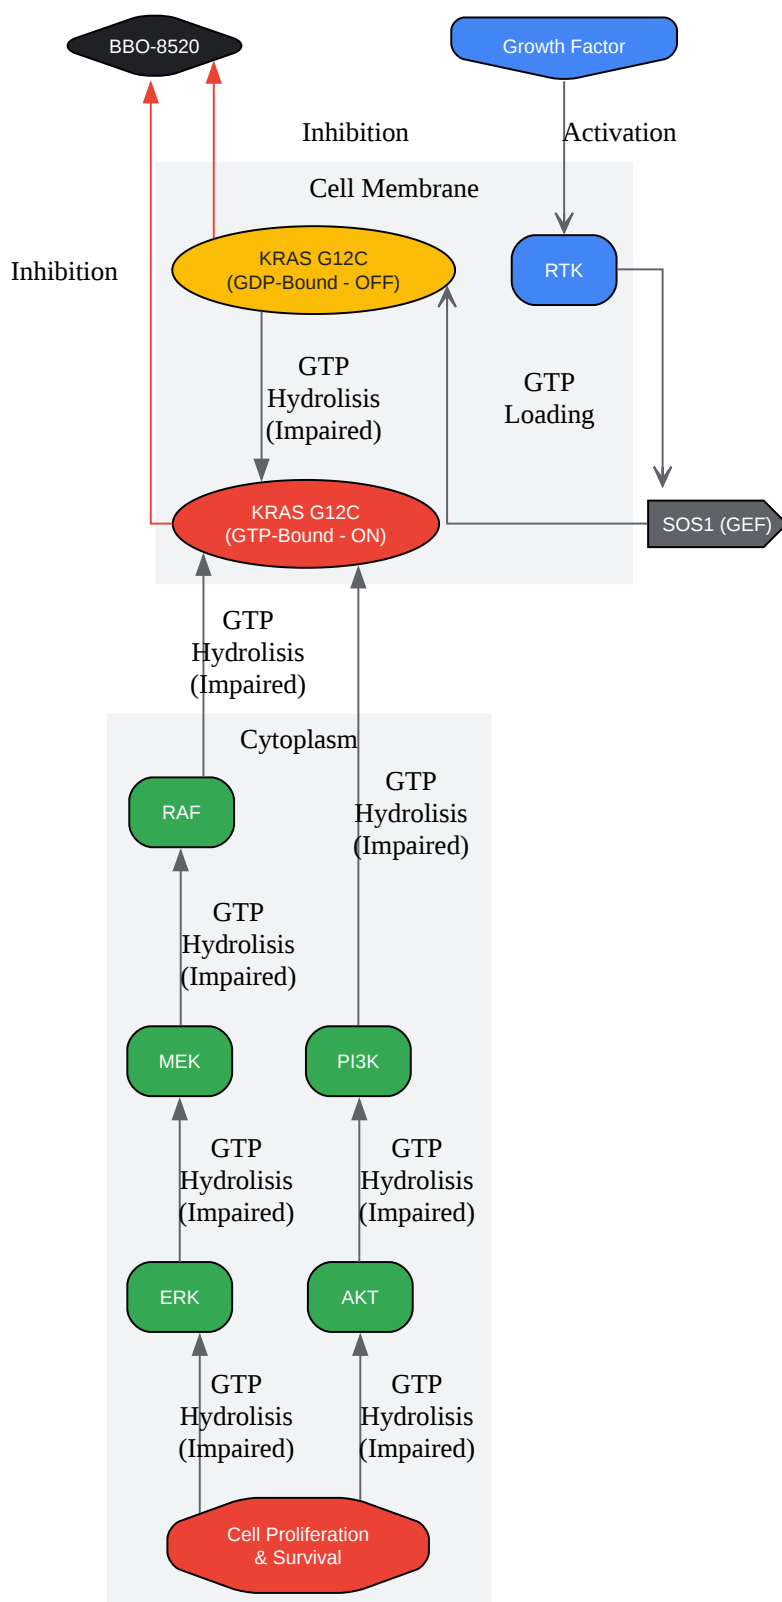 BBO-8520
Growth Factor
Inhibition
Activation
Cell Membrane
Inhibition
KRAS G12C
(GDP-Bound - OFF)
RTK
GTP
Hydrolisis
(Impaired)
GTP
Loading
KRAS G12C
(GTP-Bound - ON)
SOS1 (GEF)
GTP
Hydrolisis
(Impaired)
Cytoplasm
RAF
GTP
Hydrolisis
(Impaired)
GTP
Hydrolisis
(Impaired)
MEK
PI3K
GTP
Hydrolisis
(Impaired)
GTP
Hydrolisis
(Impaired)
ERK
AKT
GTP
Hydrolisis
(Impaired)
GTP
Hydrolisis
(Impaired)
Cell Proliferation
& Survival